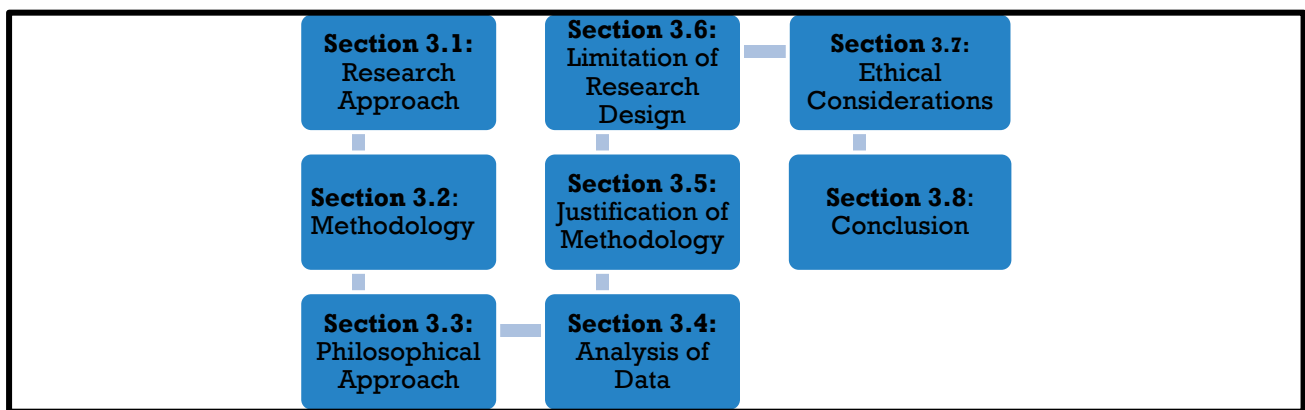 Section 3.1:
Research
Approach
Section 3.2:
Methodology
Section 3.3:
Philosophical
Approach
Section 3.4:
Analysis of
Data
Section 3.5:
Justification of
Methodology
Section 3.6:
Limitation of
Research
Design
Section 3.7:
Ethical
Considerations
Section 3.8:
Conclusion